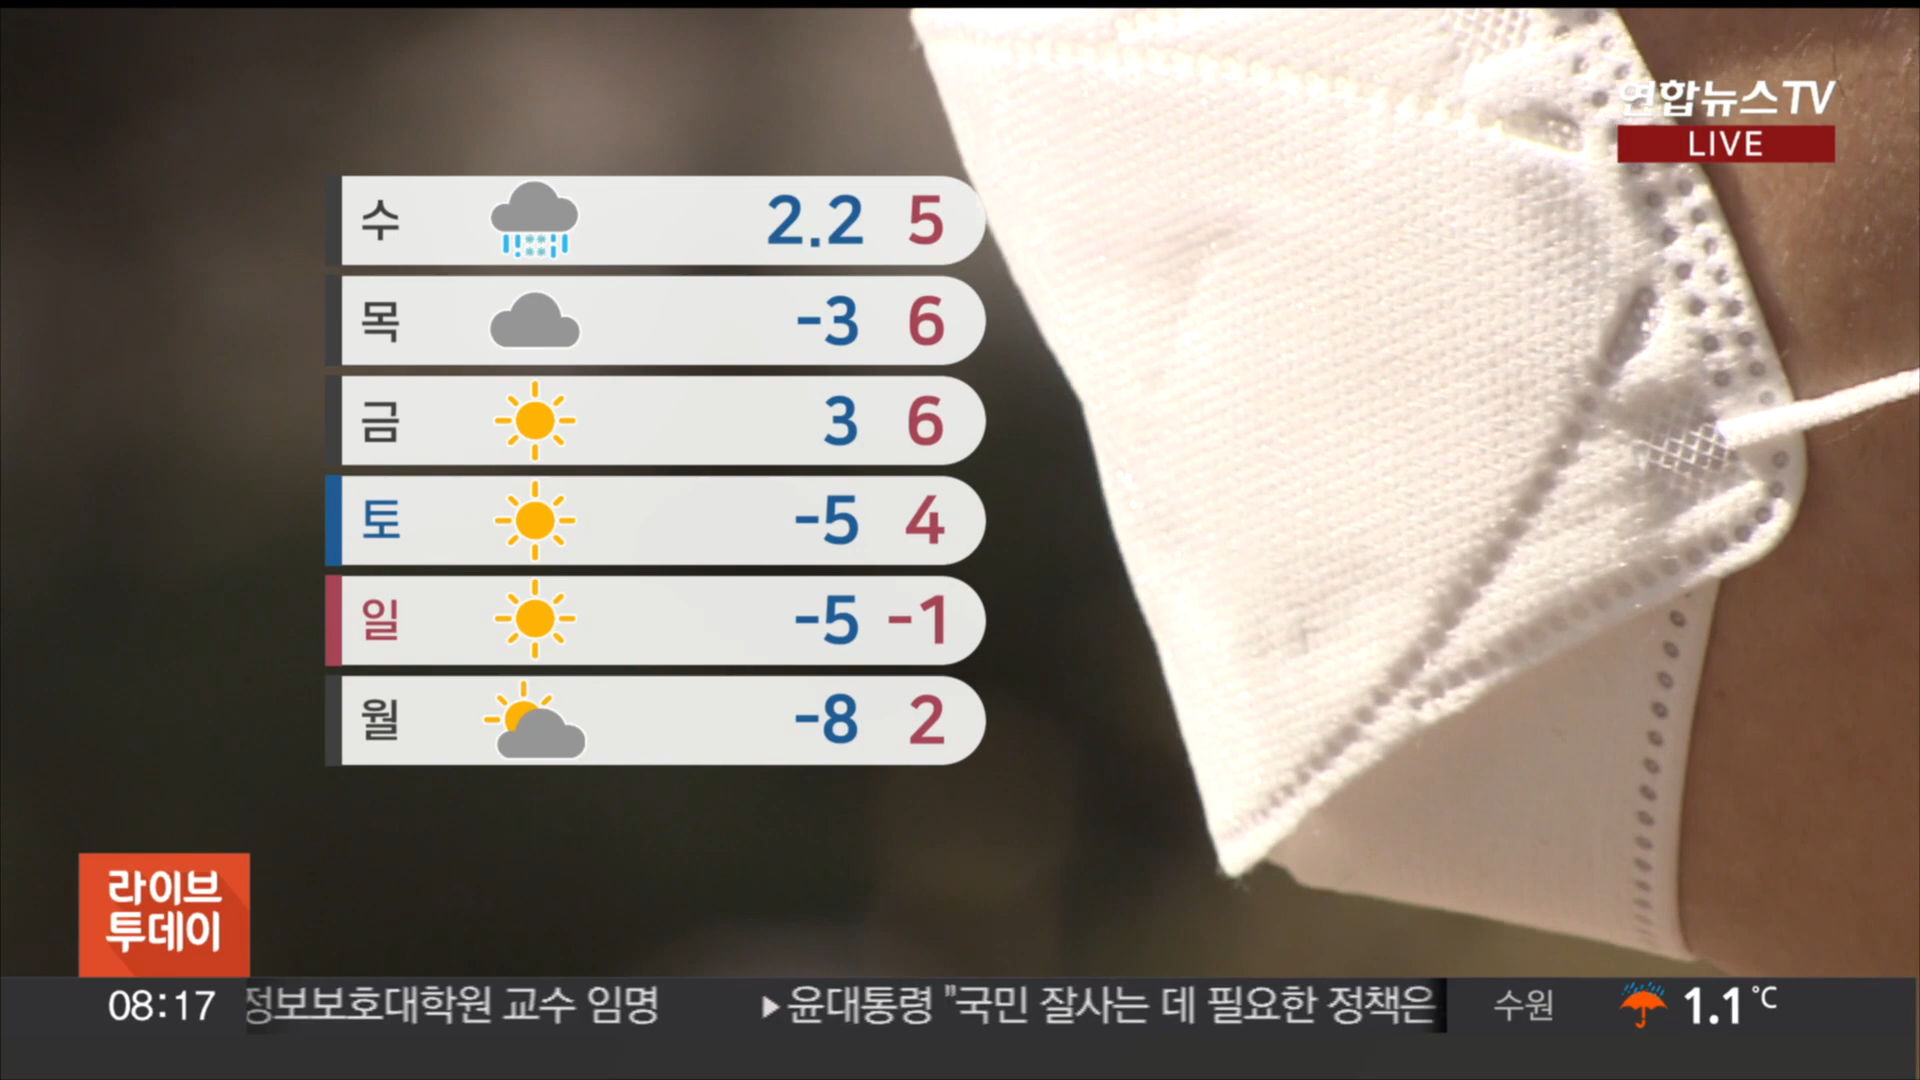 연합뉴스TV
LIVE
수 2.2 5
목 -3 6
금 3 6
토 -5 4
일 -5 -1
월 -8 2
라이브
투데이
08:17 정보보호대학원 교수 임명 ▶윤대통령 "국민 잘사는 데 필요한 정책은 수원 1.1℃